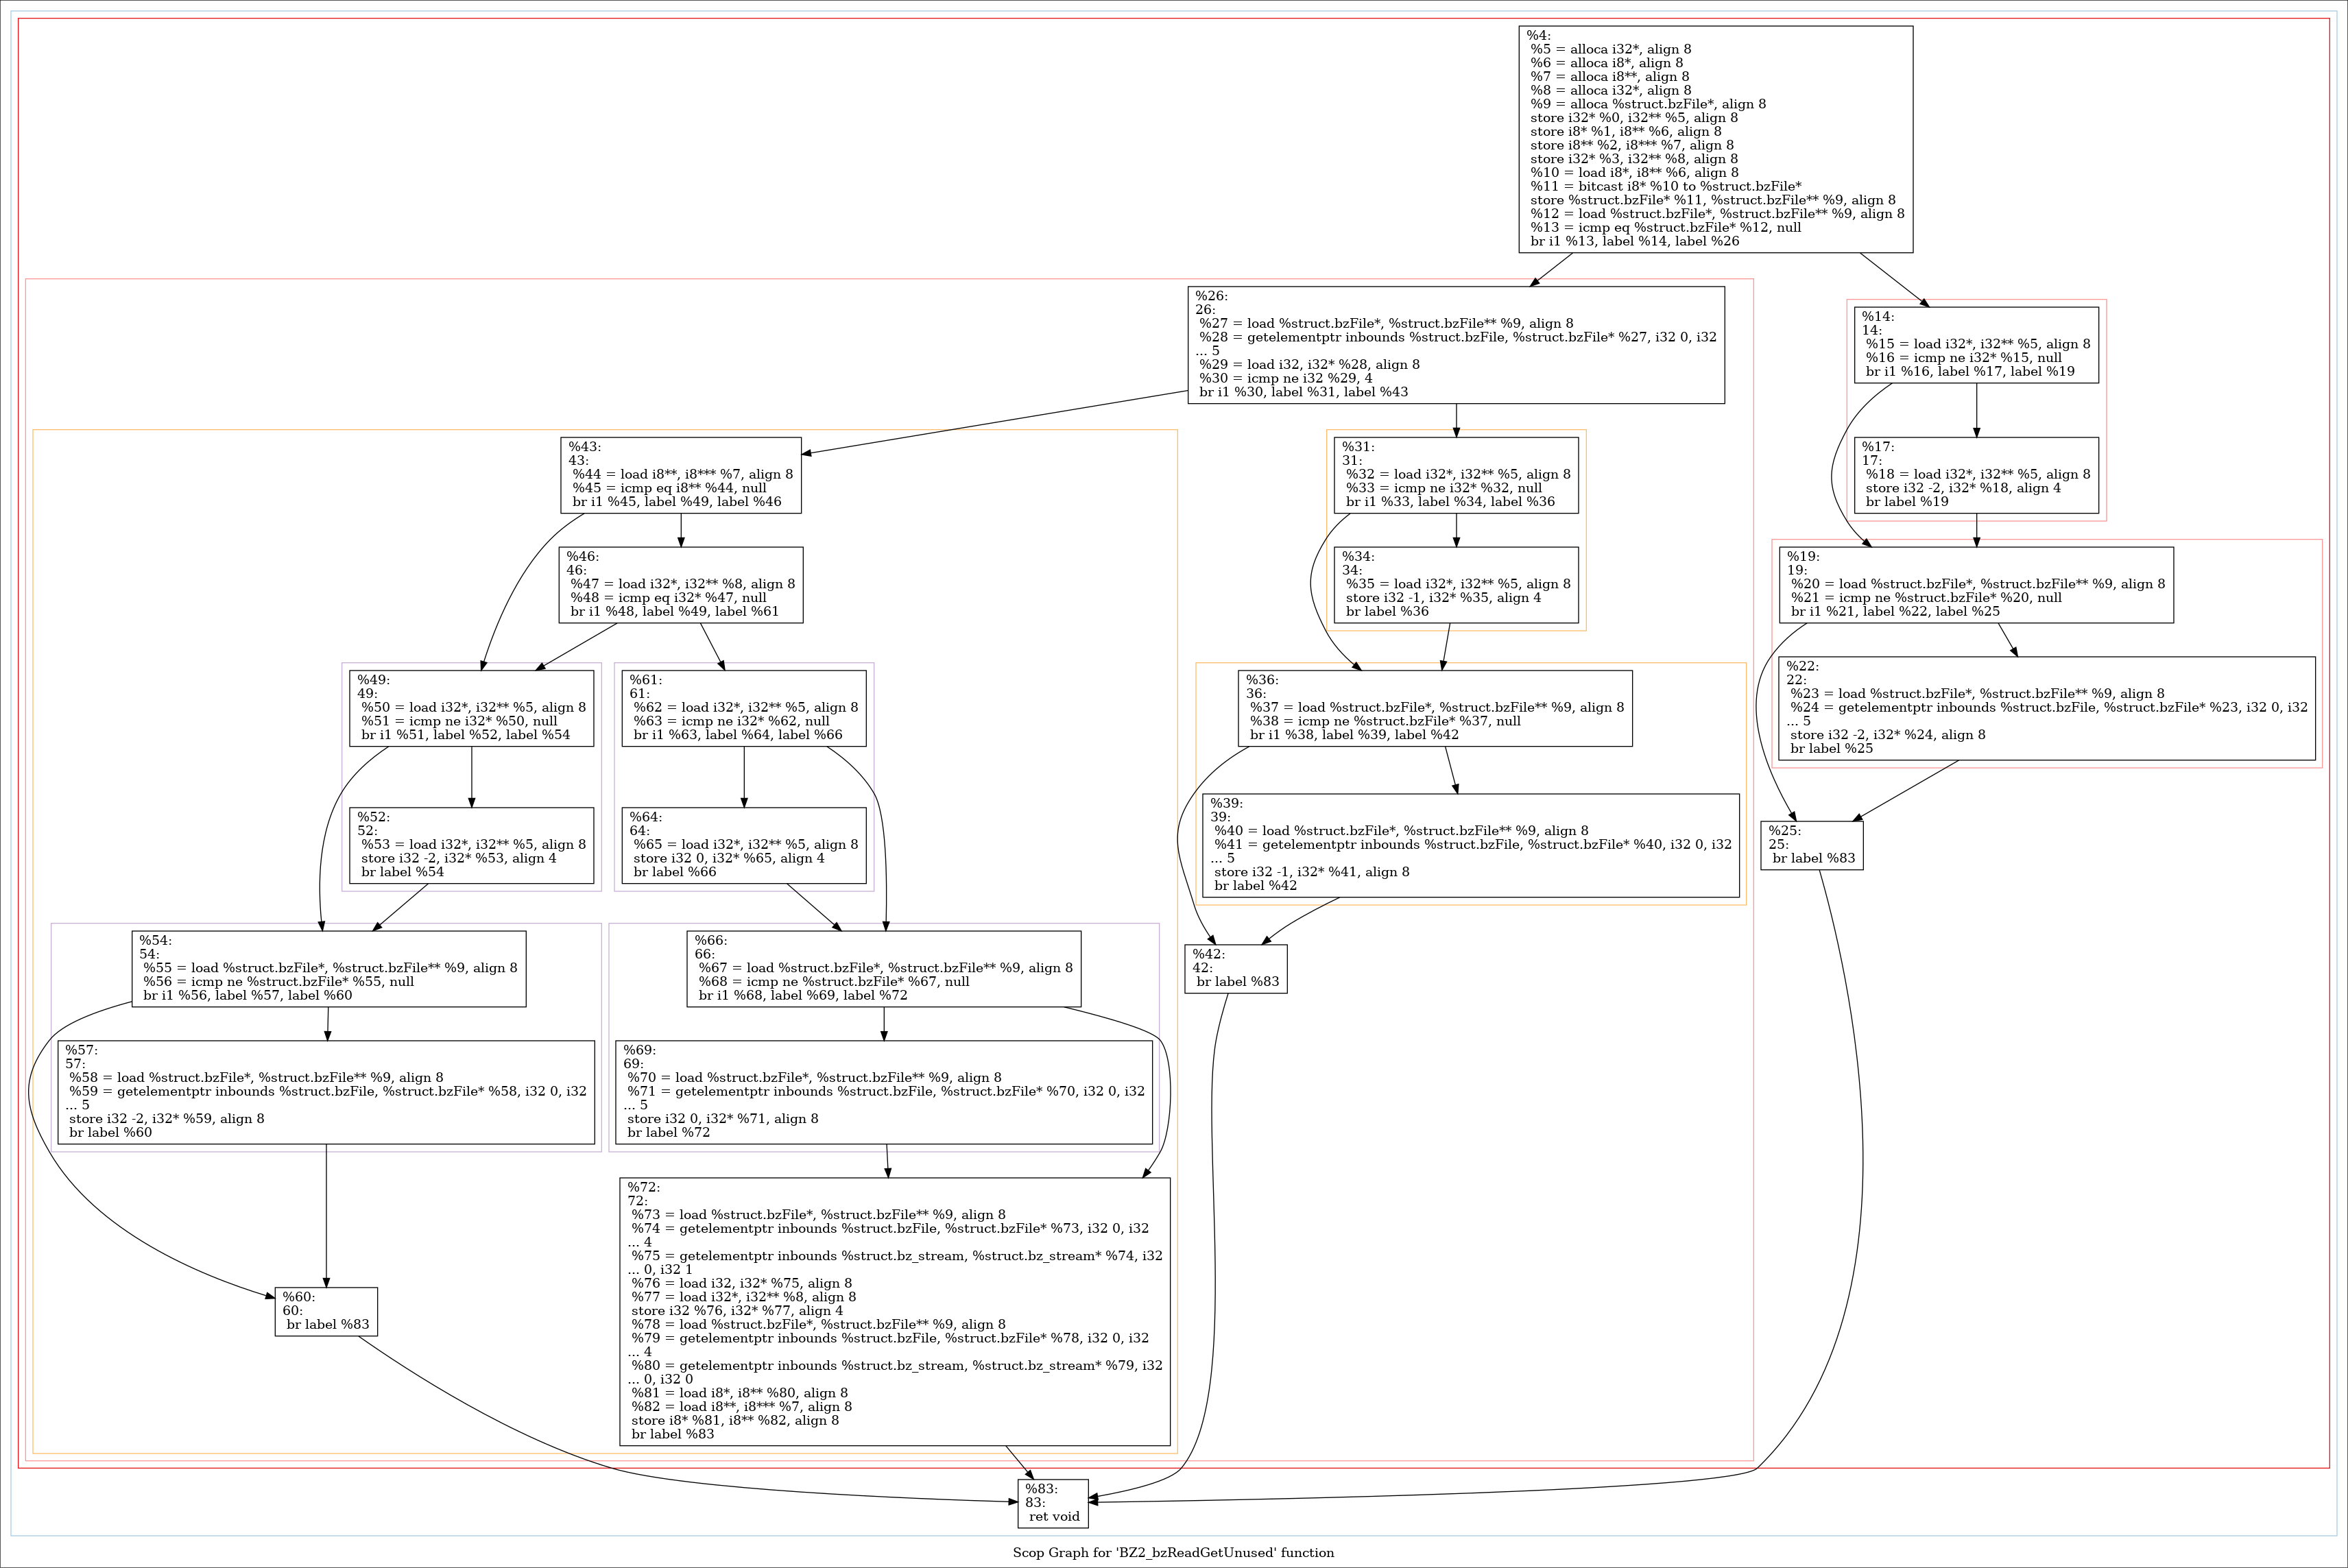 %4:
%5 = alloca i32*, align 8
%6 = alloca i8*, align 8
%7 = alloca i8**, align 8
%8 = alloca i32*, align 8
%9 = alloca %struct.bzFile*, align 8
store i32* %0, i32** %5, align 8
store i8* %1, i8** %6, align 8
store i8** %2, i8*** %7, align 8
store i32* %3, i32** %8, align 8
%10 = load i8*, i8** %6, align 8
%11 = bitcast i8* %10 to %struct.bzFile*
store %struct.bzFile* %11, %struct.bzFile** %9, align 8
%12 = load %struct.bzFile*, %struct.bzFile** %9, align 8
%13 = icmp eq %struct.bzFile* %12, null
br i1 %13, label %14, label %26
%26:
26:
%27 = load %struct.bzFile*, %struct.bzFile** %9, align 8
%28 = getelementptr inbounds %struct.bzFile, %struct.bzFile* %27, i32 0, i32
... 5
%29 = load i32, i32* %28, align 8
%30 = icmp ne i32 %29, 4
br i1 %30, label %31, label %43
%14:
14:
%15 = load i32*, i32** %5, align 8
%16 = icmp ne i32* %15, null
br i1 %16, label %17, label %19
%43:
43:
%44 = load i8**, i8*** %7, align 8
%45 = icmp eq i8** %44, null
br i1 %45, label %49, label %46
%31:
31:
%32 = load i32*, i32** %5, align 8
%33 = icmp ne i32* %32, null
br i1 %33, label %34, label %36
%17:
17:
%18 = load i32*, i32** %5, align 8
store i32 -2, i32* %18, align 4
br label %19
%46:
46:
%47 = load i32*, i32** %8, align 8
%48 = icmp eq i32* %47, null
br i1 %48, label %49, label %61
%34:
34:
%35 = load i32*, i32** %5, align 8
store i32 -1, i32* %35, align 4
br label %36
%19:
19:
%20 = load %struct.bzFile*, %struct.bzFile** %9, align 8
%21 = icmp ne %struct.bzFile* %20, null
br i1 %21, label %22, label %25
%49:
49:
%50 = load i32*, i32** %5, align 8
%51 = icmp ne i32* %50, null
br i1 %51, label %52, label %54
%61:
61:
%62 = load i32*, i32** %5, align 8
%63 = icmp ne i32* %62, null
br i1 %63, label %64, label %66
%36:
36:
%37 = load %struct.bzFile*, %struct.bzFile** %9, align 8
%38 = icmp ne %struct.bzFile* %37, null
br i1 %38, label %39, label %42
%22:
22:
%23 = load %struct.bzFile*, %struct.bzFile** %9, align 8
%24 = getelementptr inbounds %struct.bzFile, %struct.bzFile* %23, i32 0, i32
... 5
store i32 -2, i32* %24, align 8
br label %25
%52:
52:
%53 = load i32*, i32** %5, align 8
store i32 -2, i32* %53, align 4
br label %54
%64:
64:
%65 = load i32*, i32** %5, align 8
store i32 0, i32* %65, align 4
br label %66
%39:
39:
%40 = load %struct.bzFile*, %struct.bzFile** %9, align 8
%41 = getelementptr inbounds %struct.bzFile, %struct.bzFile* %40, i32 0, i32
... 5
store i32 -1, i32* %41, align 8
br label %42
%25:
25:
br label %83
%54:
54:
%55 = load %struct.bzFile*, %struct.bzFile** %9, align 8
%56 = icmp ne %struct.bzFile* %55, null
br i1 %56, label %57, label %60
%66:
66:
%67 = load %struct.bzFile*, %struct.bzFile** %9, align 8
%68 = icmp ne %struct.bzFile* %67, null
br i1 %68, label %69, label %72
%42:
42:
br label %83
%57:
57:
%58 = load %struct.bzFile*, %struct.bzFile** %9, align 8
%59 = getelementptr inbounds %struct.bzFile, %struct.bzFile* %58, i32 0, i32
... 5
store i32 -2, i32* %59, align 8
br label %60
%69:
69:
%70 = load %struct.bzFile*, %struct.bzFile** %9, align 8
%71 = getelementptr inbounds %struct.bzFile, %struct.bzFile* %70, i32 0, i32
... 5
store i32 0, i32* %71, align 8
br label %72
%60:
60:
br label %83
%72:
72:
%73 = load %struct.bzFile*, %struct.bzFile** %9, align 8
%74 = getelementptr inbounds %struct.bzFile, %struct.bzFile* %73, i32 0, i32
... 4
%75 = getelementptr inbounds %struct.bz_stream, %struct.bz_stream* %74, i32
... 0, i32 1
%76 = load i32, i32* %75, align 8
%77 = load i32*, i32** %8, align 8
store i32 %76, i32* %77, align 4
%78 = load %struct.bzFile*, %struct.bzFile** %9, align 8
%79 = getelementptr inbounds %struct.bzFile, %struct.bzFile* %78, i32 0, i32
... 4
%80 = getelementptr inbounds %struct.bz_stream, %struct.bz_stream* %79, i32
... 0, i32 0
%81 = load i8*, i8** %80, align 8
%82 = load i8**, i8*** %7, align 8
store i8* %81, i8** %82, align 8
br label %83
%83:
83:
ret void
Scop Graph for 'BZ2_bzReadGetUnused' function